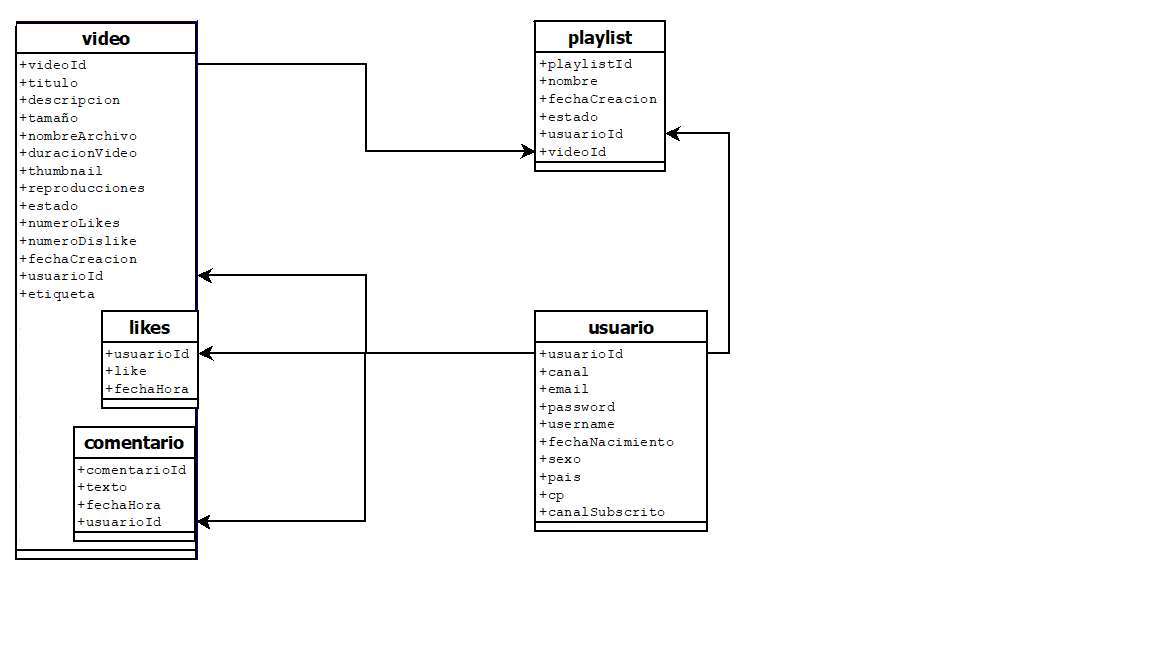 video
+videoId
+titulo
+descripcion
+tamaño
+nombreArchivo
+duracionVideo
+thumbnail
+reproducciones
+estado
+numeroLikes
+numeroDislike
+fechaCreacion
+usuarioId
+etiqueta
likes
+usuarioId
+like
+fechaHora
comentario
+comentarioId
+texto
+fechaHora
+usuarioId
playlist
+playlistId
+nombre
+fechaCreacion
+estado
+usuarioId
+videoId
usuario
+usuarioId
+canal
+email
+password
+username
+fechaNacimiento
+sexo
+pais
+cp
+canalSubscrito